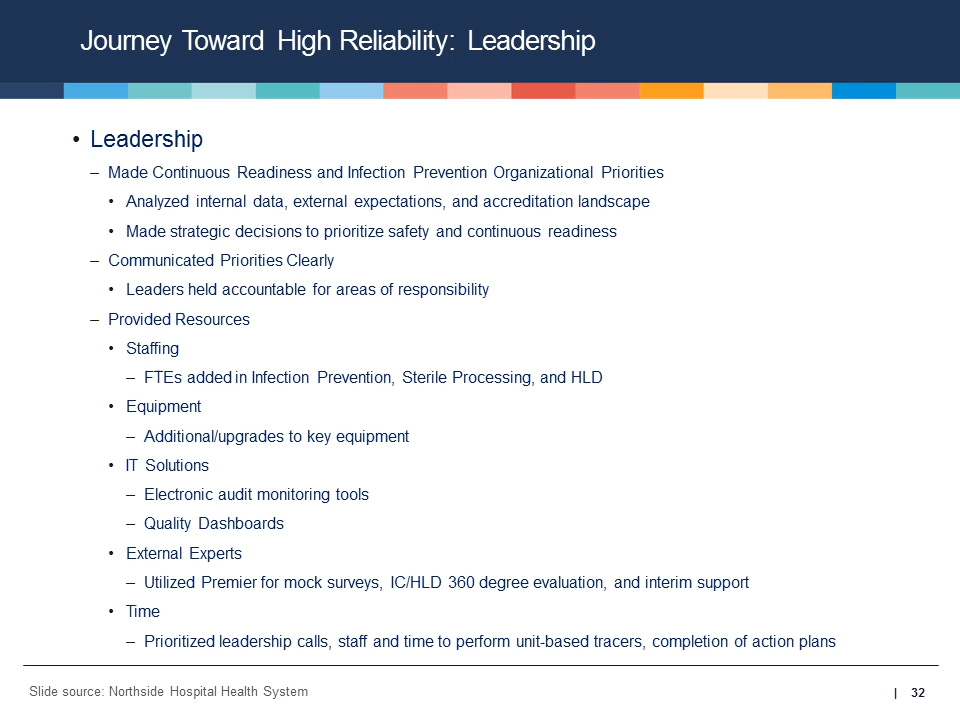 Journey Toward High Reliability: Leadership
• Leadership
– Made Continuous Readiness and Infection Prevention Organizational Priorities
• Analyzed internal data, external expectations, and accreditation landscape
• Made strategic decisions to prioritize safety and continuous readiness
– Communicated Priorities Clearly
• Leaders held accountable for areas of responsibility
– Provided Resources
• Staffing
– FTEs added in Infection Prevention, Sterile Processing, and HLD
• Equipment
– Additional/upgrades to key equipment
• IT Solutions
– Electronic audit monitoring tools
– Quality Dashboards
• External Experts
– Utilized Premier for mock surveys, IC/HLD 360 degree evaluation, and interim support
• Time
– Prioritized leadership calls, staff and time to perform unit-based tracers, completion of action plans
Slide source: Northside Hospital Health System
| 32